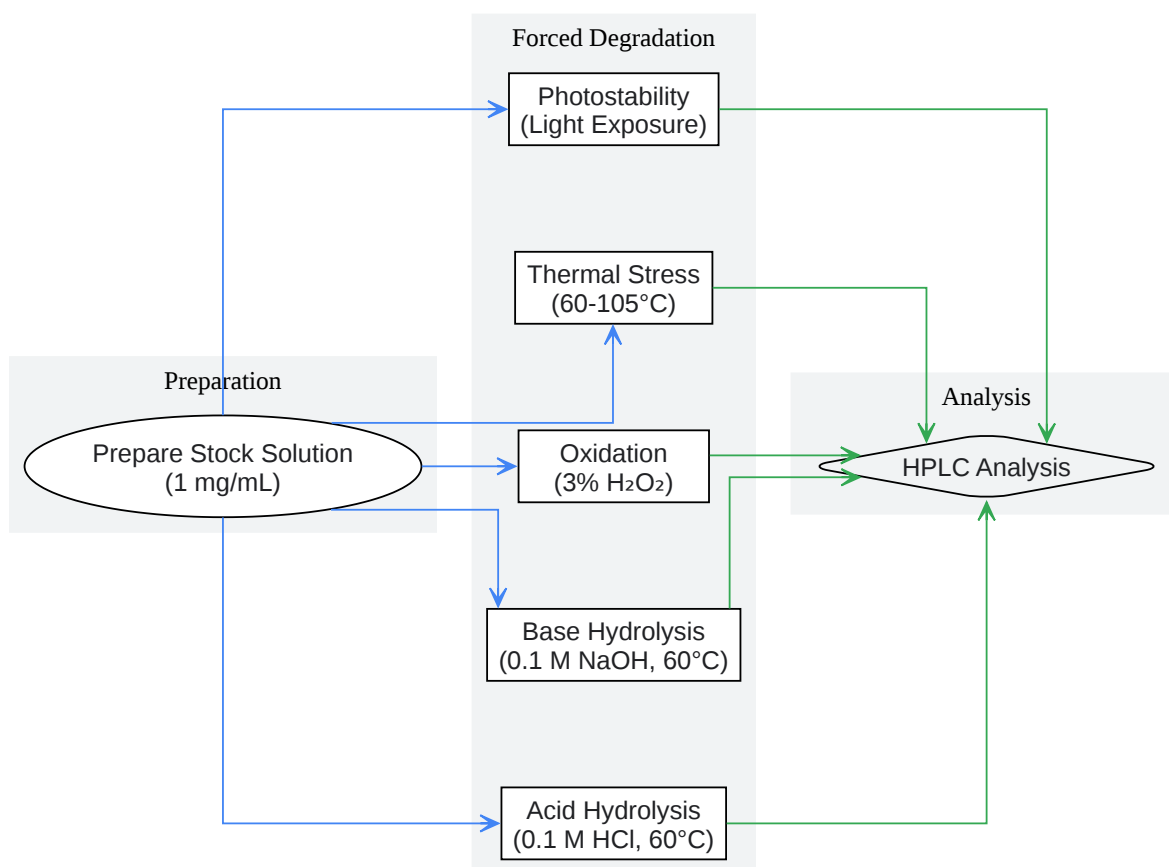 Forced Degradation
Photostability
(Light Exposure)
Thermal Stress
(60-105°C)
Preparation
Prepare Stock Solution
(1 mg/mL)
Oxidation
(3% H₂O₂)
Analysis
HPLC Analysis
Base Hydrolysis
(0.1 M NaOH, 60°C)
Acid Hydrolysis
(0.1 M HCl, 60°C)